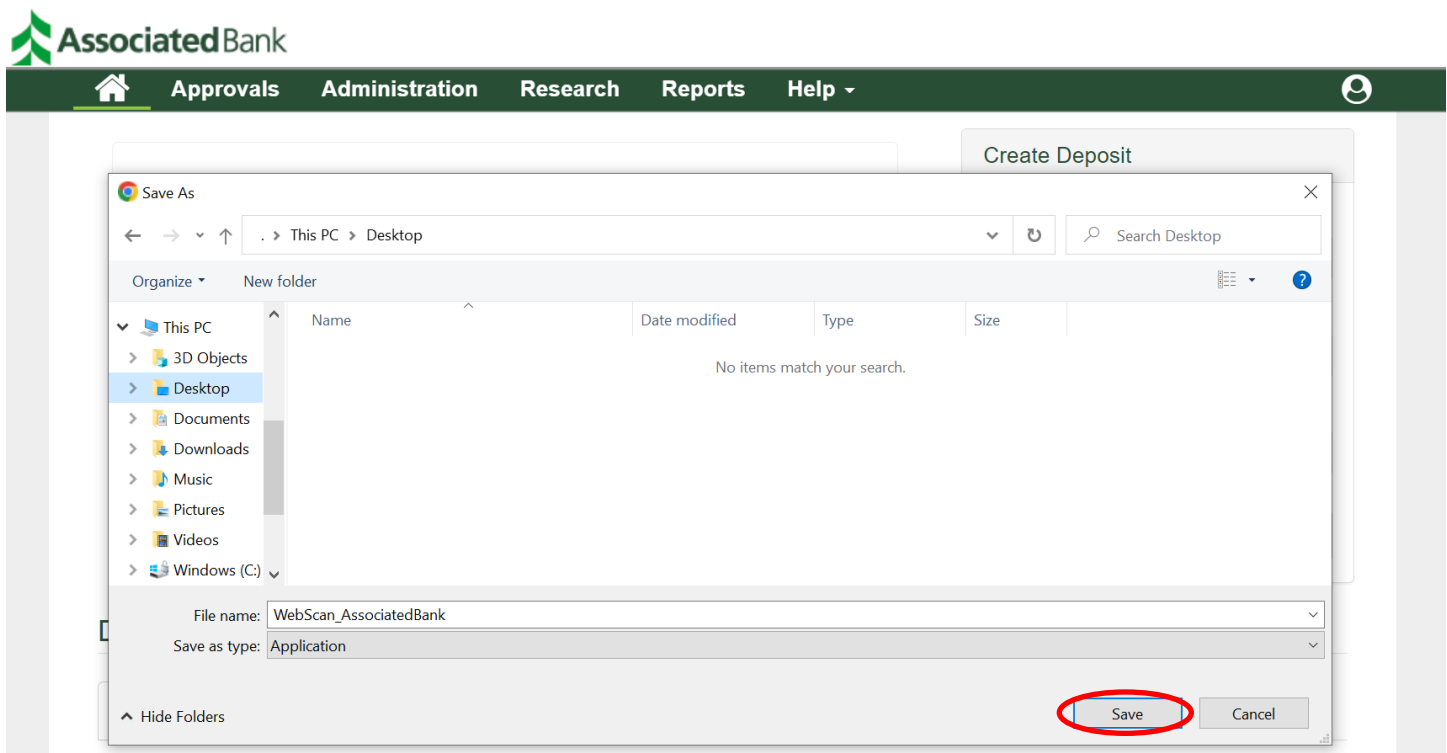 AssociatedBank
Approvals Administration Research Reports Help
Create Deposit
Save As
. > This PC > Desktop
Search Desktop
Organize New folder
?
This PC
3D Objects
Desktop
Documents
Downloads
Music
Pictures
Videos
Windows (C:)
Name Date modified Type Size
No items match your search.
File name: WebScan_AssociatedBank
Save as type: Application
Hide Folders
Save Cancel